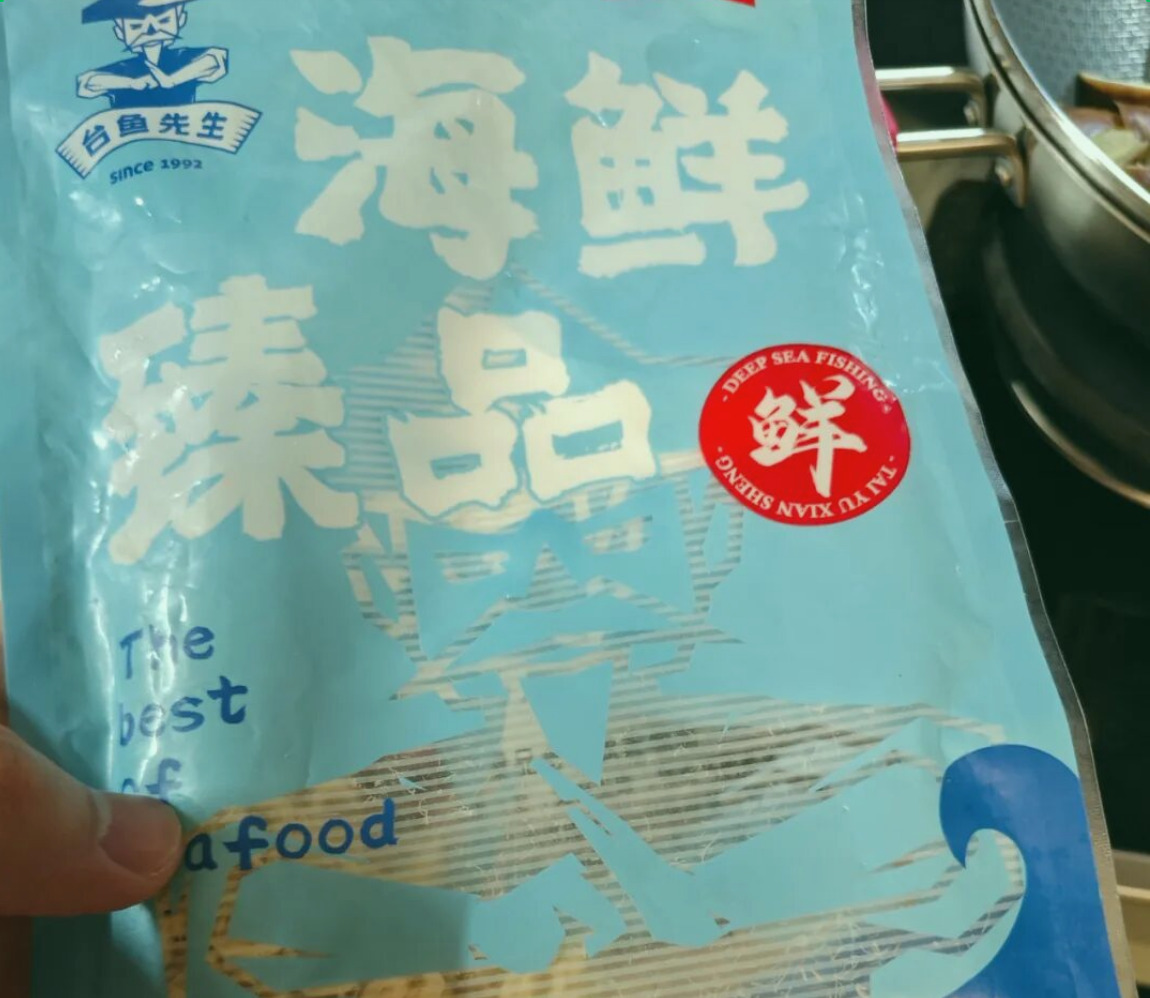 台鱼先生
since 1992
海鲜
臻品
DEEP SEA FISHING
鲜
TAI YU XIAN SHENG
The
best
of
afood